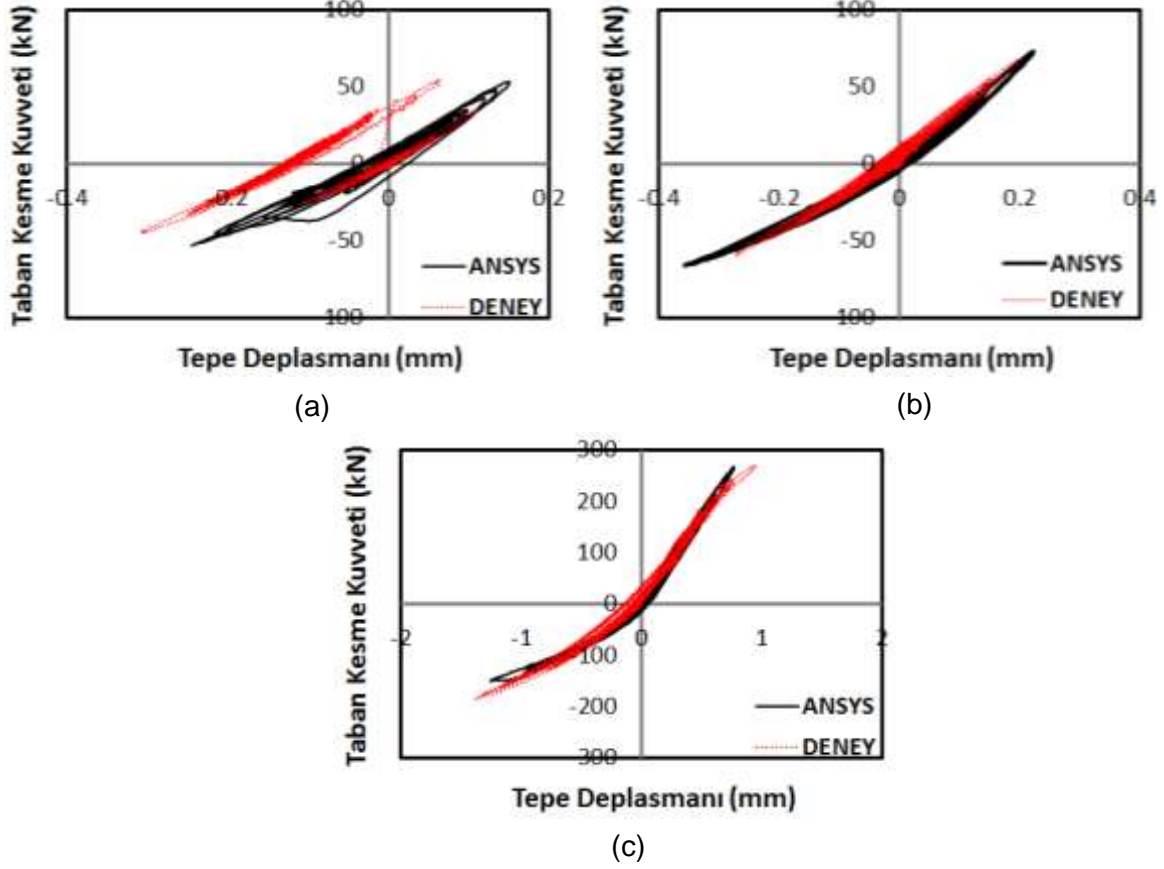 Taban Kesme Kuvveti (kN)
100
50
0
-0.4
-0.2
0
0.2
-50
ANSYS
DENEY
100
Tepe Deplasmanı (mm)
(a)
Taban Kesme Kuvveti (kN)
100
50
0
-0.4
-0.2
0
0.2
0.4
-50
ANSYS
DENEY
100
Tepe Deplasmanı (mm)
(b)
Taban Kesme Kuvveti (kN)
300
200
100
0
-2
-1
0
1
2
100
-200
ANSYS
DENEY
300
Tepe Deplasmanı (mm)
(c)